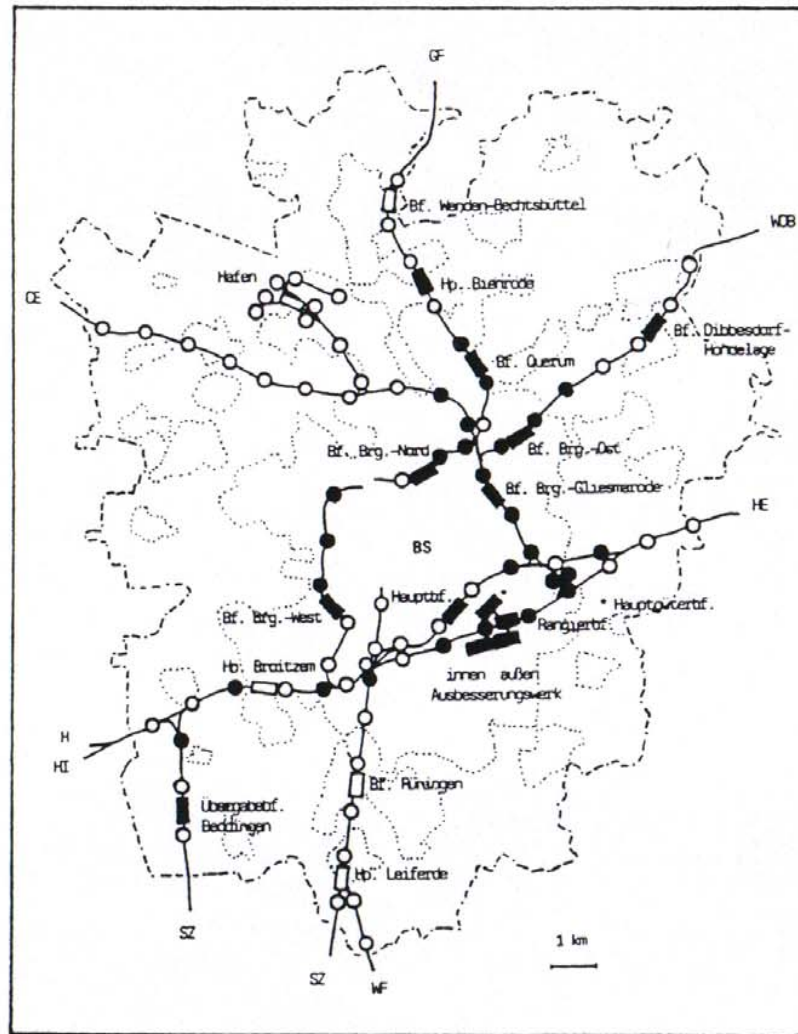 GF
Bf. Wenden-Bechtsbüttel
WOB
Hafen
Hp. Bienrode
CE
Bf. Dibbesdorf-
Hondelage
Bf. Querum
Bf. Brg.-Nord
Bf. Brg.-Ost
Bf. Brg.-Gliesmarode
HE
BS
Hauptbf.
Hauptgüterbf.
Bf. Brg.-West
Rangierbf.
Hp. Broitzem
innen außen
Ausbesserungswerk
H
HI
Bf. Rüningen
Übergabebf.
Beddingen
Hp. Leiferde
SZ
1 km
SZ
WF